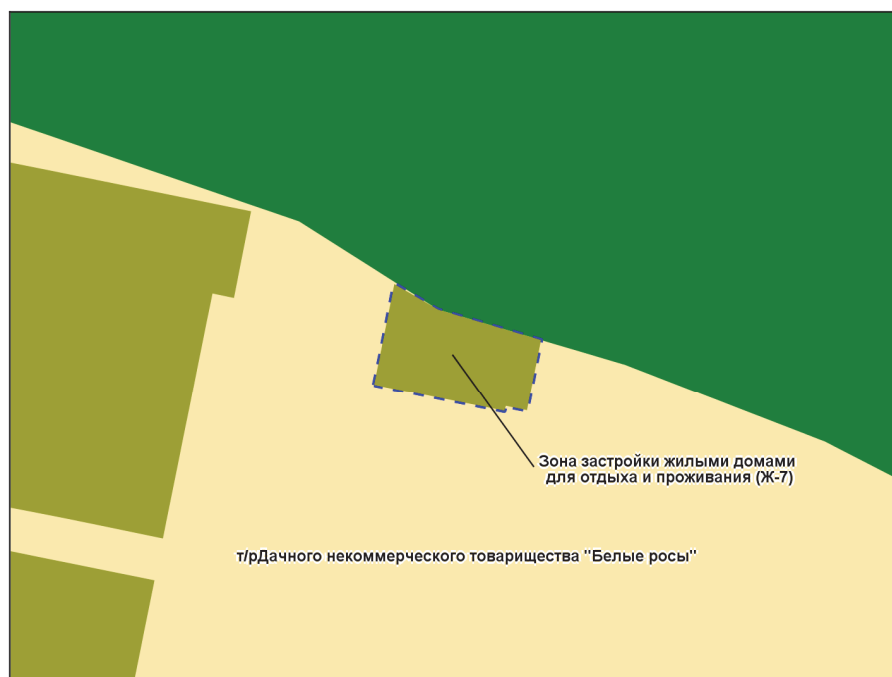 Зона застройки жилыми домами
для отдыха и проживания (Ж-7)
т/рДачного некоммерческого товарищества "Белые росы"